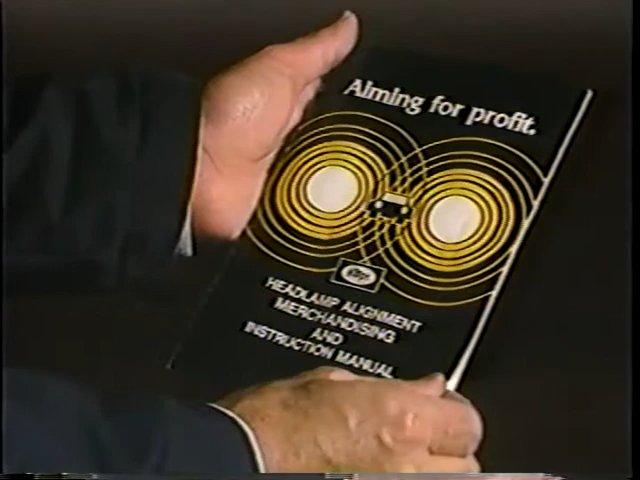 Aiming for profit.
HEADLAMP ALIGNMENT
MERCHANDISING
AND
INSTRUCTION MANUAL